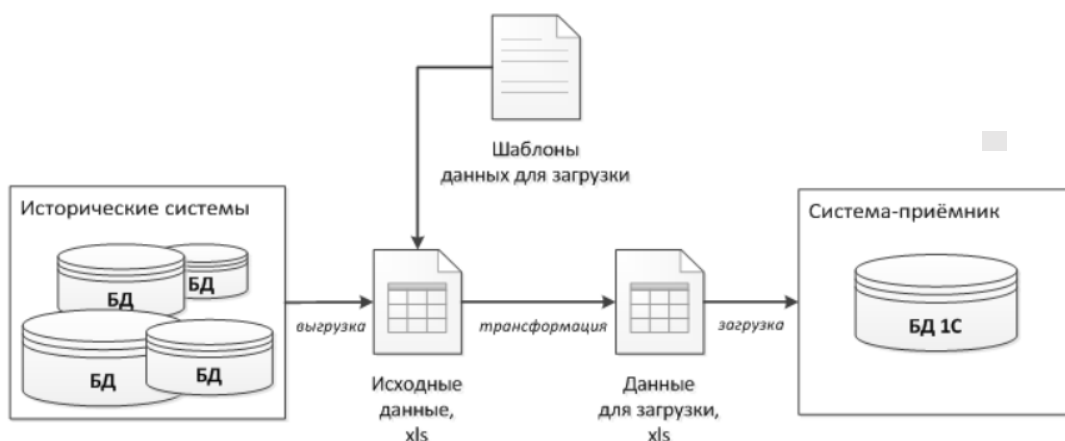 Шаблоны
данных для загрузки
Исторические системы
БД
БД
БД
БД
выгрузка
Исходные
данные,
xls
трансформация
Данные
для загрузки,
xls
загрузка
Система-приёмник
БД 1С